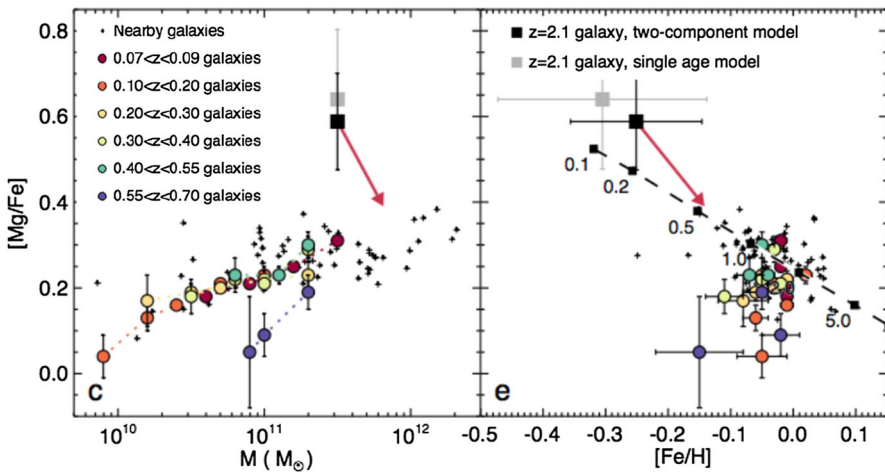 0.8
0.6
0.4
0.2
0.0
[Mg/Fe]
Nearby galaxies
0.07<z<0.09 galaxies
0.10<z<0.20 galaxies
0.20<z<0.30 galaxies
0.30<z<0.40 galaxies
0.40<z<0.55 galaxies
0.55<z<0.70 galaxies
c
10^10
10^11
10^12
M ( M☉)
z=2.1 galaxy, two-component model
z=2.1 galaxy, single age model
0.1
0.2
0.5
1.0
5.0
e
-0.5
-0.4
-0.3
-0.2
-0.1
0.0
0.1
[Fe/H]